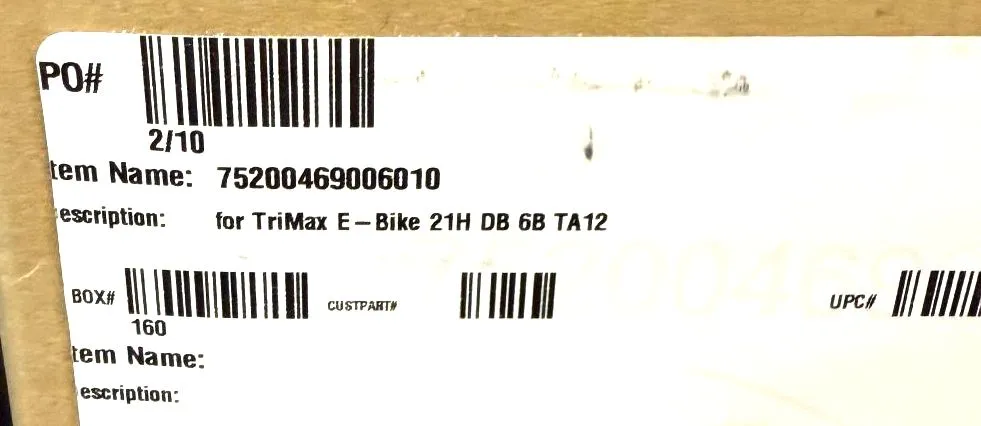 PO#
2/10
tem Name: 75200469006010
escription: for TriMax E-Bike 21H DB 6B TA12
BOX# CUSTPART# UPC#
160
tem Name:
escription: